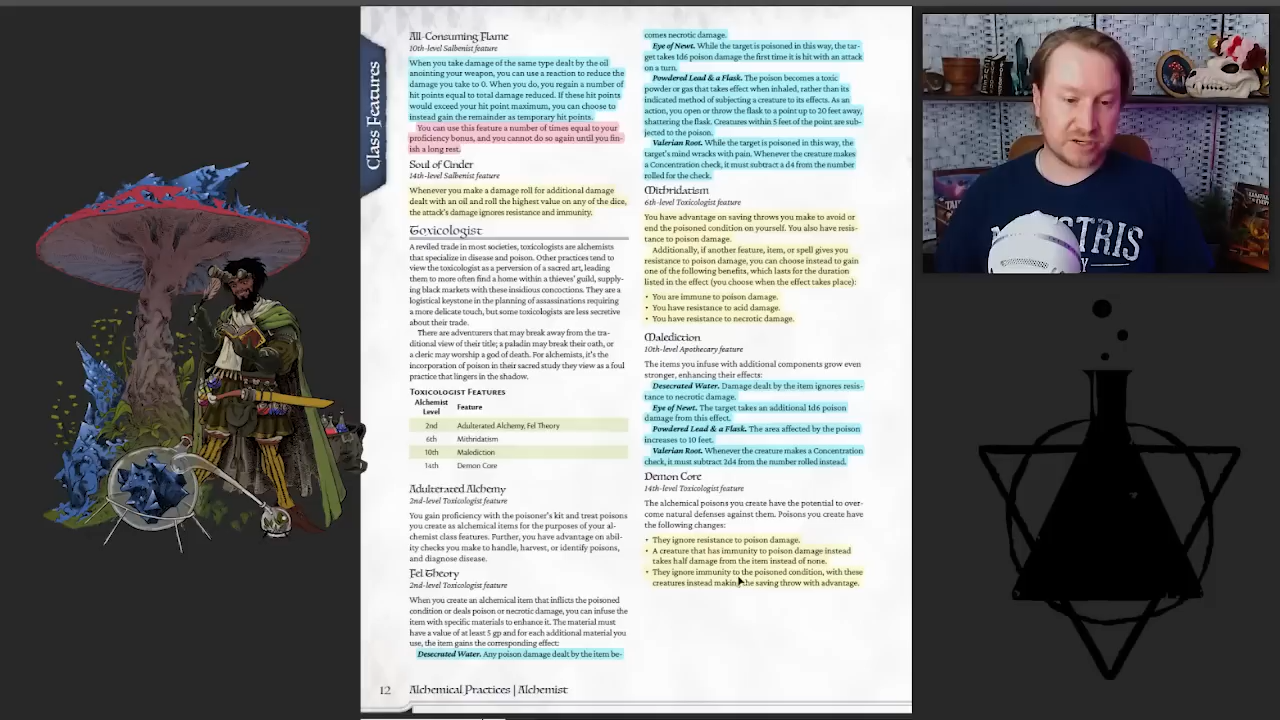 Class Features
All-Consuming Flame
10th-level Salbenist feature
When you take damage of the same type dealt by the oil
anointing your weapon, you can use a reaction to reduce the
damage you take to 0. When you do, you regain a number of
hit points equal to total damage reduced. If these hit points
would exceed your hit point maximum, you can choose to
instead gain the remainder as temporary hit points.
You can use this feature a number of times equal to your
proficiency bonus, and you cannot do so again until you fin-
ish a long rest.
Soul of Cinder
14th-level Salbenist feature
Whenever you make a damage roll for additional damage
dealt with an oil and roll the highest value on any of the dice,
the attack's damage ignores resistance and immunity.
Toxicologist
A reviled trade in most societies, toxicologists are alchemists
that specialize in disease and poison. Other practices tend to
view the toxicologist as a perversion of a sacred art, leading
them to more often find a home within a thieves' guild, supply-
ing black markets with these insidious concoctions. They are a
logistical keystone in the planning of assassinations requiring
a more delicate touch, but some toxicologists are less secretive
about their trade.
There are adventurers that may break away from the tra-
ditional view of their title; a paladin may break their oath, or
a cleric may worship a god of death. For alchemists, it's the
incorporation of poison in their sacred study they view as a foul
practice that lingers in the shadow.
Toxicologist Features
Alchemist
Level Feature
2nd Adulterated Alchemy, Fel Theory
6th Mithridatism
10th Malediction
14th Demon Core
Adulterated Alchemy
2nd-level Toxicologist feature
You gain proficiency with the poisoner's kit and treat poisons
you create as alchemical items for the purposes of your al-
chemist class features. Further, you have advantage on abil-
ity checks you make to handle, harvest, or identify poisons,
and diagnose disease.
Fel Theory
2nd-level Toxicologist feature
When you create an alchemical item that inflicts the poisoned
condition or deals poison or necrotic damage, you can infuse the
item with specific materials to enhance it. The material must
have a value of at least 5 gp and for each additional material you
use, the item gains the corresponding effect:
Desecrated Water. Any poison damage dealt by the item be-
comes necrotic damage.
Eye of Newt. While the target is poisoned in this way, the tar-
get takes 1d6 poison damage the first time it is hit with an attack
on a turn.
Powdered Lead & a Flask. The poison becomes a toxic
powder or gas that takes effect when inhaled, rather than its
indicated method of subjecting a creature to its effects. As an
action, you open or throw the flask to a point up to 20 feet away,
shattering the flask. Creatures within 5 feet of the point are sub-
jected to the poison.
Valerian Root. While the target is poisoned in this way, the
target's mind wracks with pain. Whenever the creature makes
a Concentration check, it must subtract a d4 from the number
rolled for the check.
Mithridatism
6th-level Toxicologist feature
You have advantage on saving throws you make to avoid or
end the poisoned condition on yourself. You also have resis-
tance to poison damage.
Additionally, if another feature, item, or spell gives you
resistance to poison damage, you can choose instead to gain
one of the following benefits, which lasts for the duration
listed in the effect (you choose when the effect takes place):
• You are immune to poison damage.
• You have resistance to acid damage.
• You have resistance to necrotic damage.
Malediction
10th-level Apothecary feature
The items you infuse with additional components grow even
stronger, enhancing their effects:
Desecrated Water. Damage dealt by the item ignores resis-
tance to necrotic damage.
Eye of Newt. The target takes an additional 1d6 poison
damage from this effect.
Powdered Lead & a Flask. The area affected by the poison
increases to 10 feet.
Valerian Root. Whenever the creature makes a Concentration
check, it must subtract 2d4 from the number rolled instead.
Demon Core
14th-level Toxicologist feature
The alchemical poisons you create have the potential to over-
come natural defenses against them. Poisons you create have
the following changes:
• They ignore resistance to poison damage.
• A creature that has immunity to poison damage instead
takes half damage from the item instead of none.
• They ignore immunity to the poisoned condition, with these
creatures instead making the saving throw with advantage.
12 Alchemical Practices | Alchemist